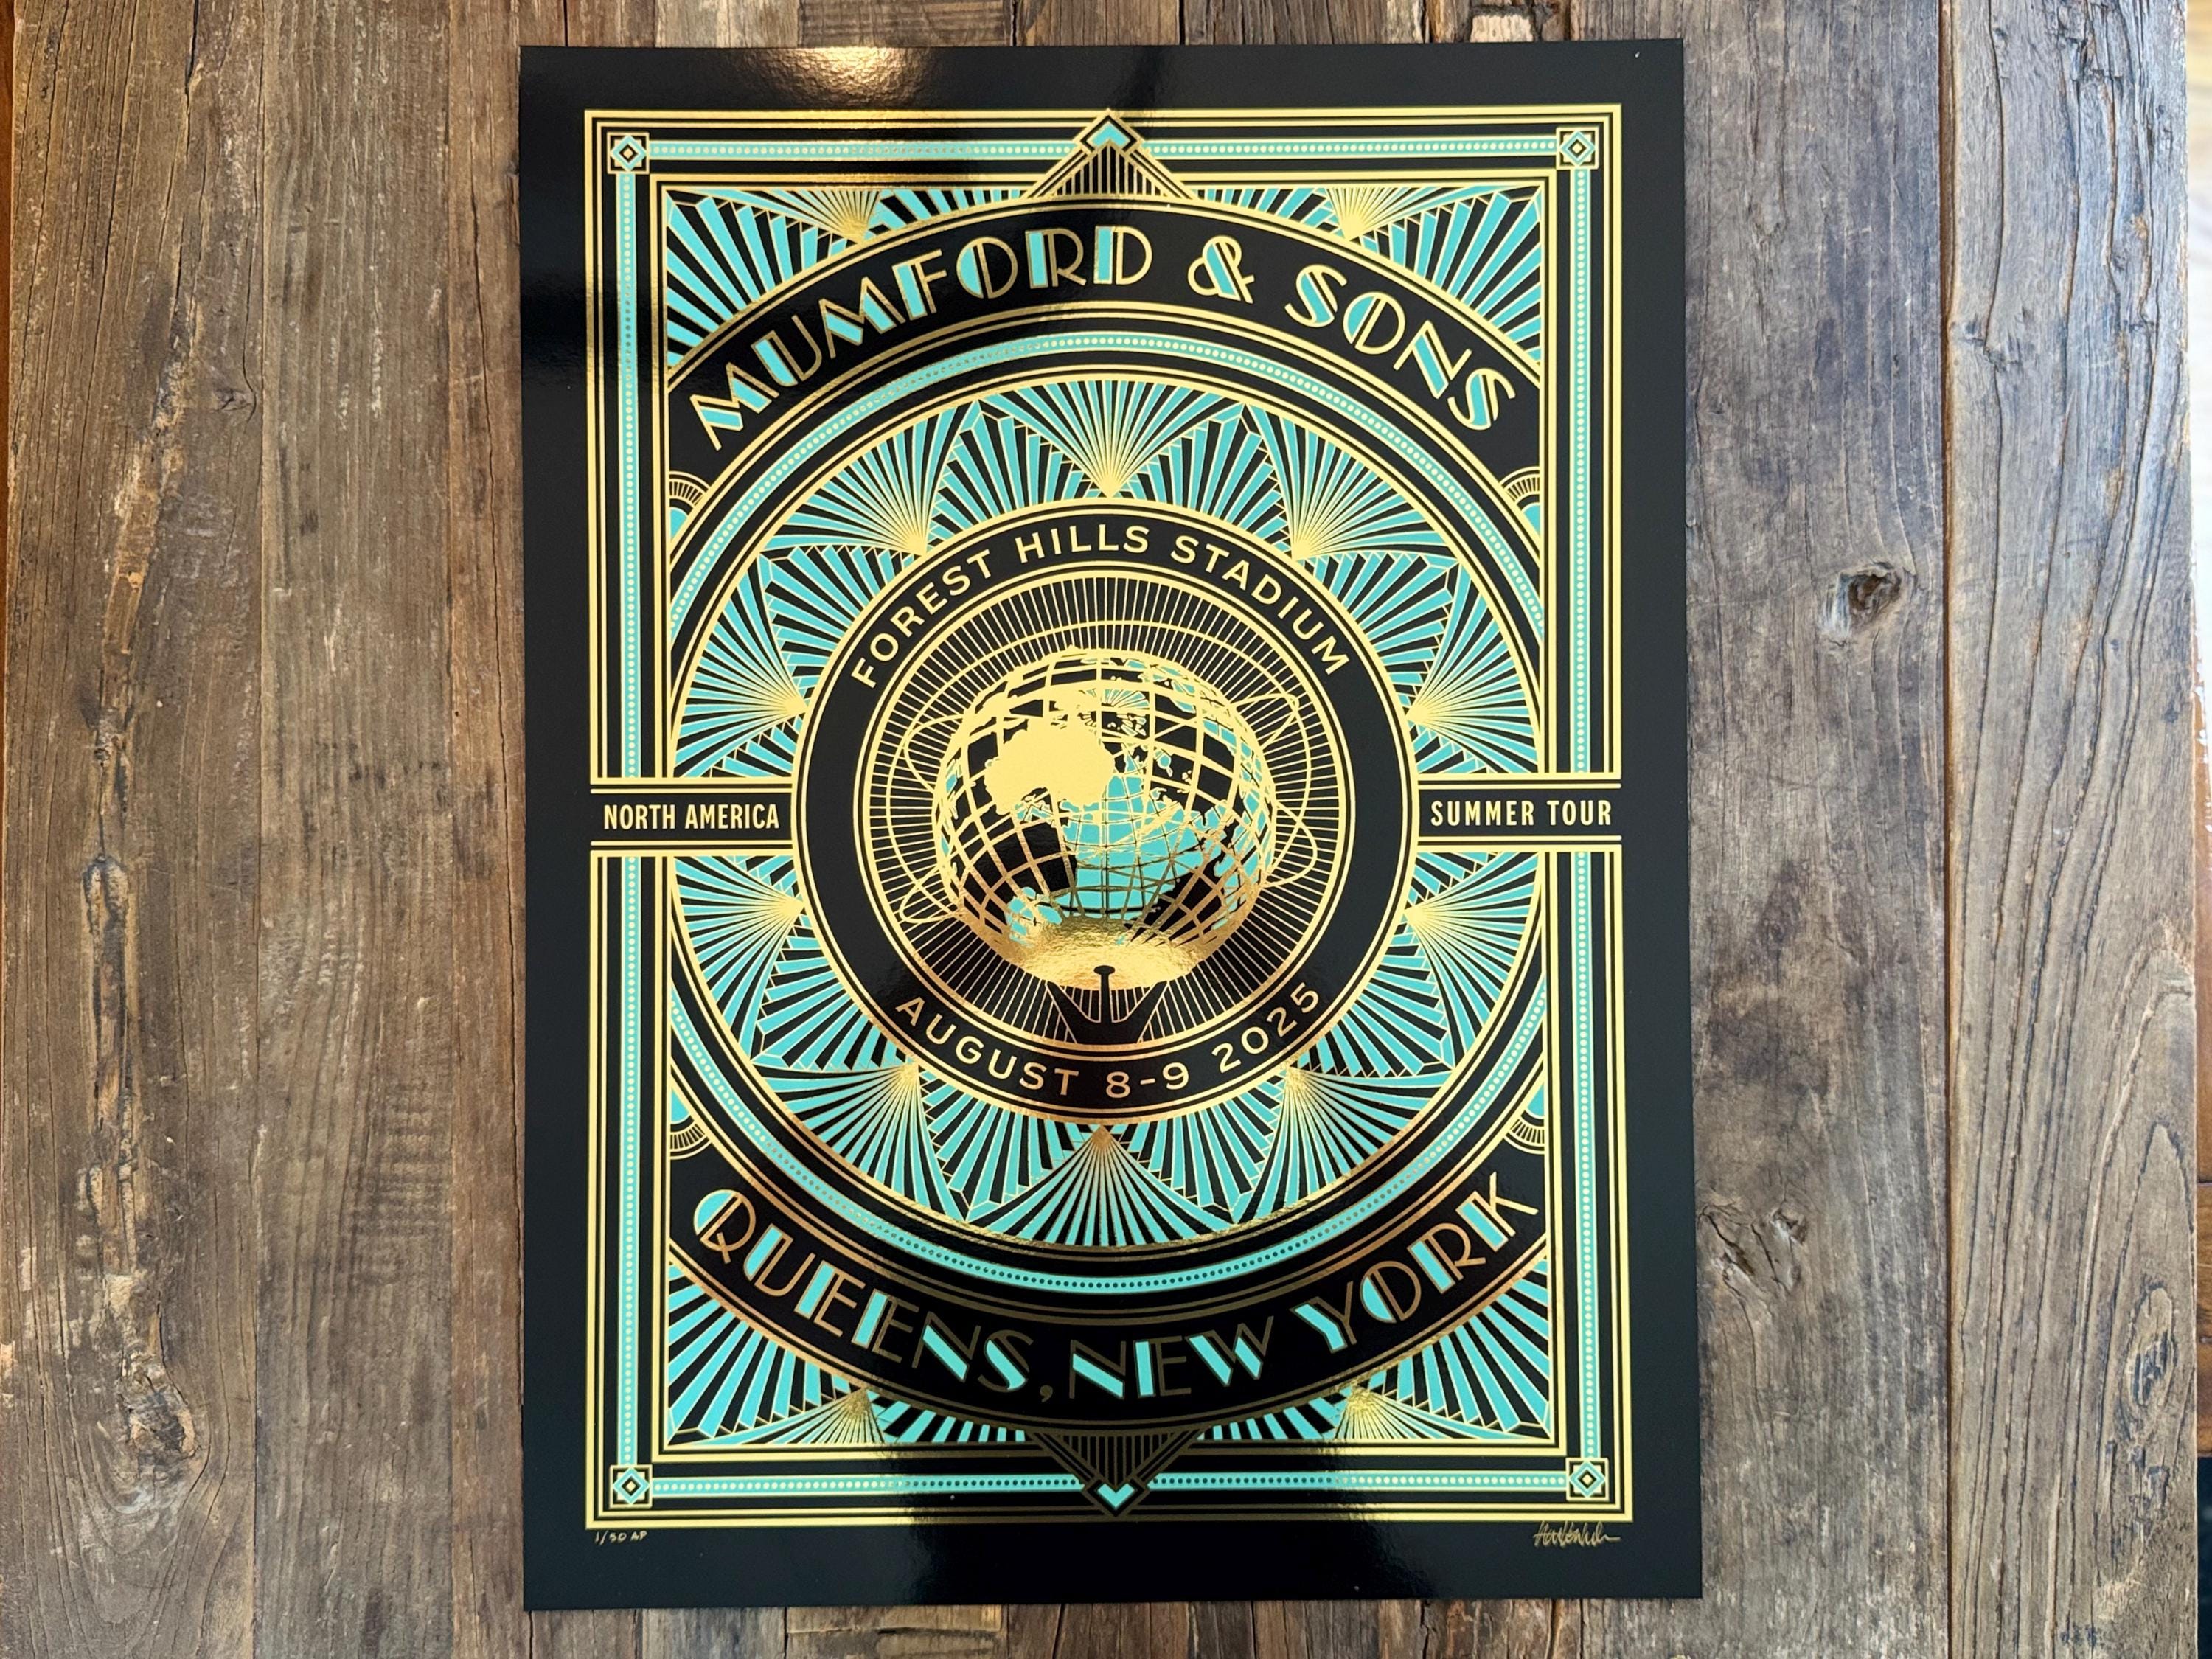 MUMFORD & SONS
FOREST HILLS STADIUM
NORTH AMERICA
SUMMER TOUR
AUGUST 8-9 2025
QUEENS, NEW YORK
1/50 AP